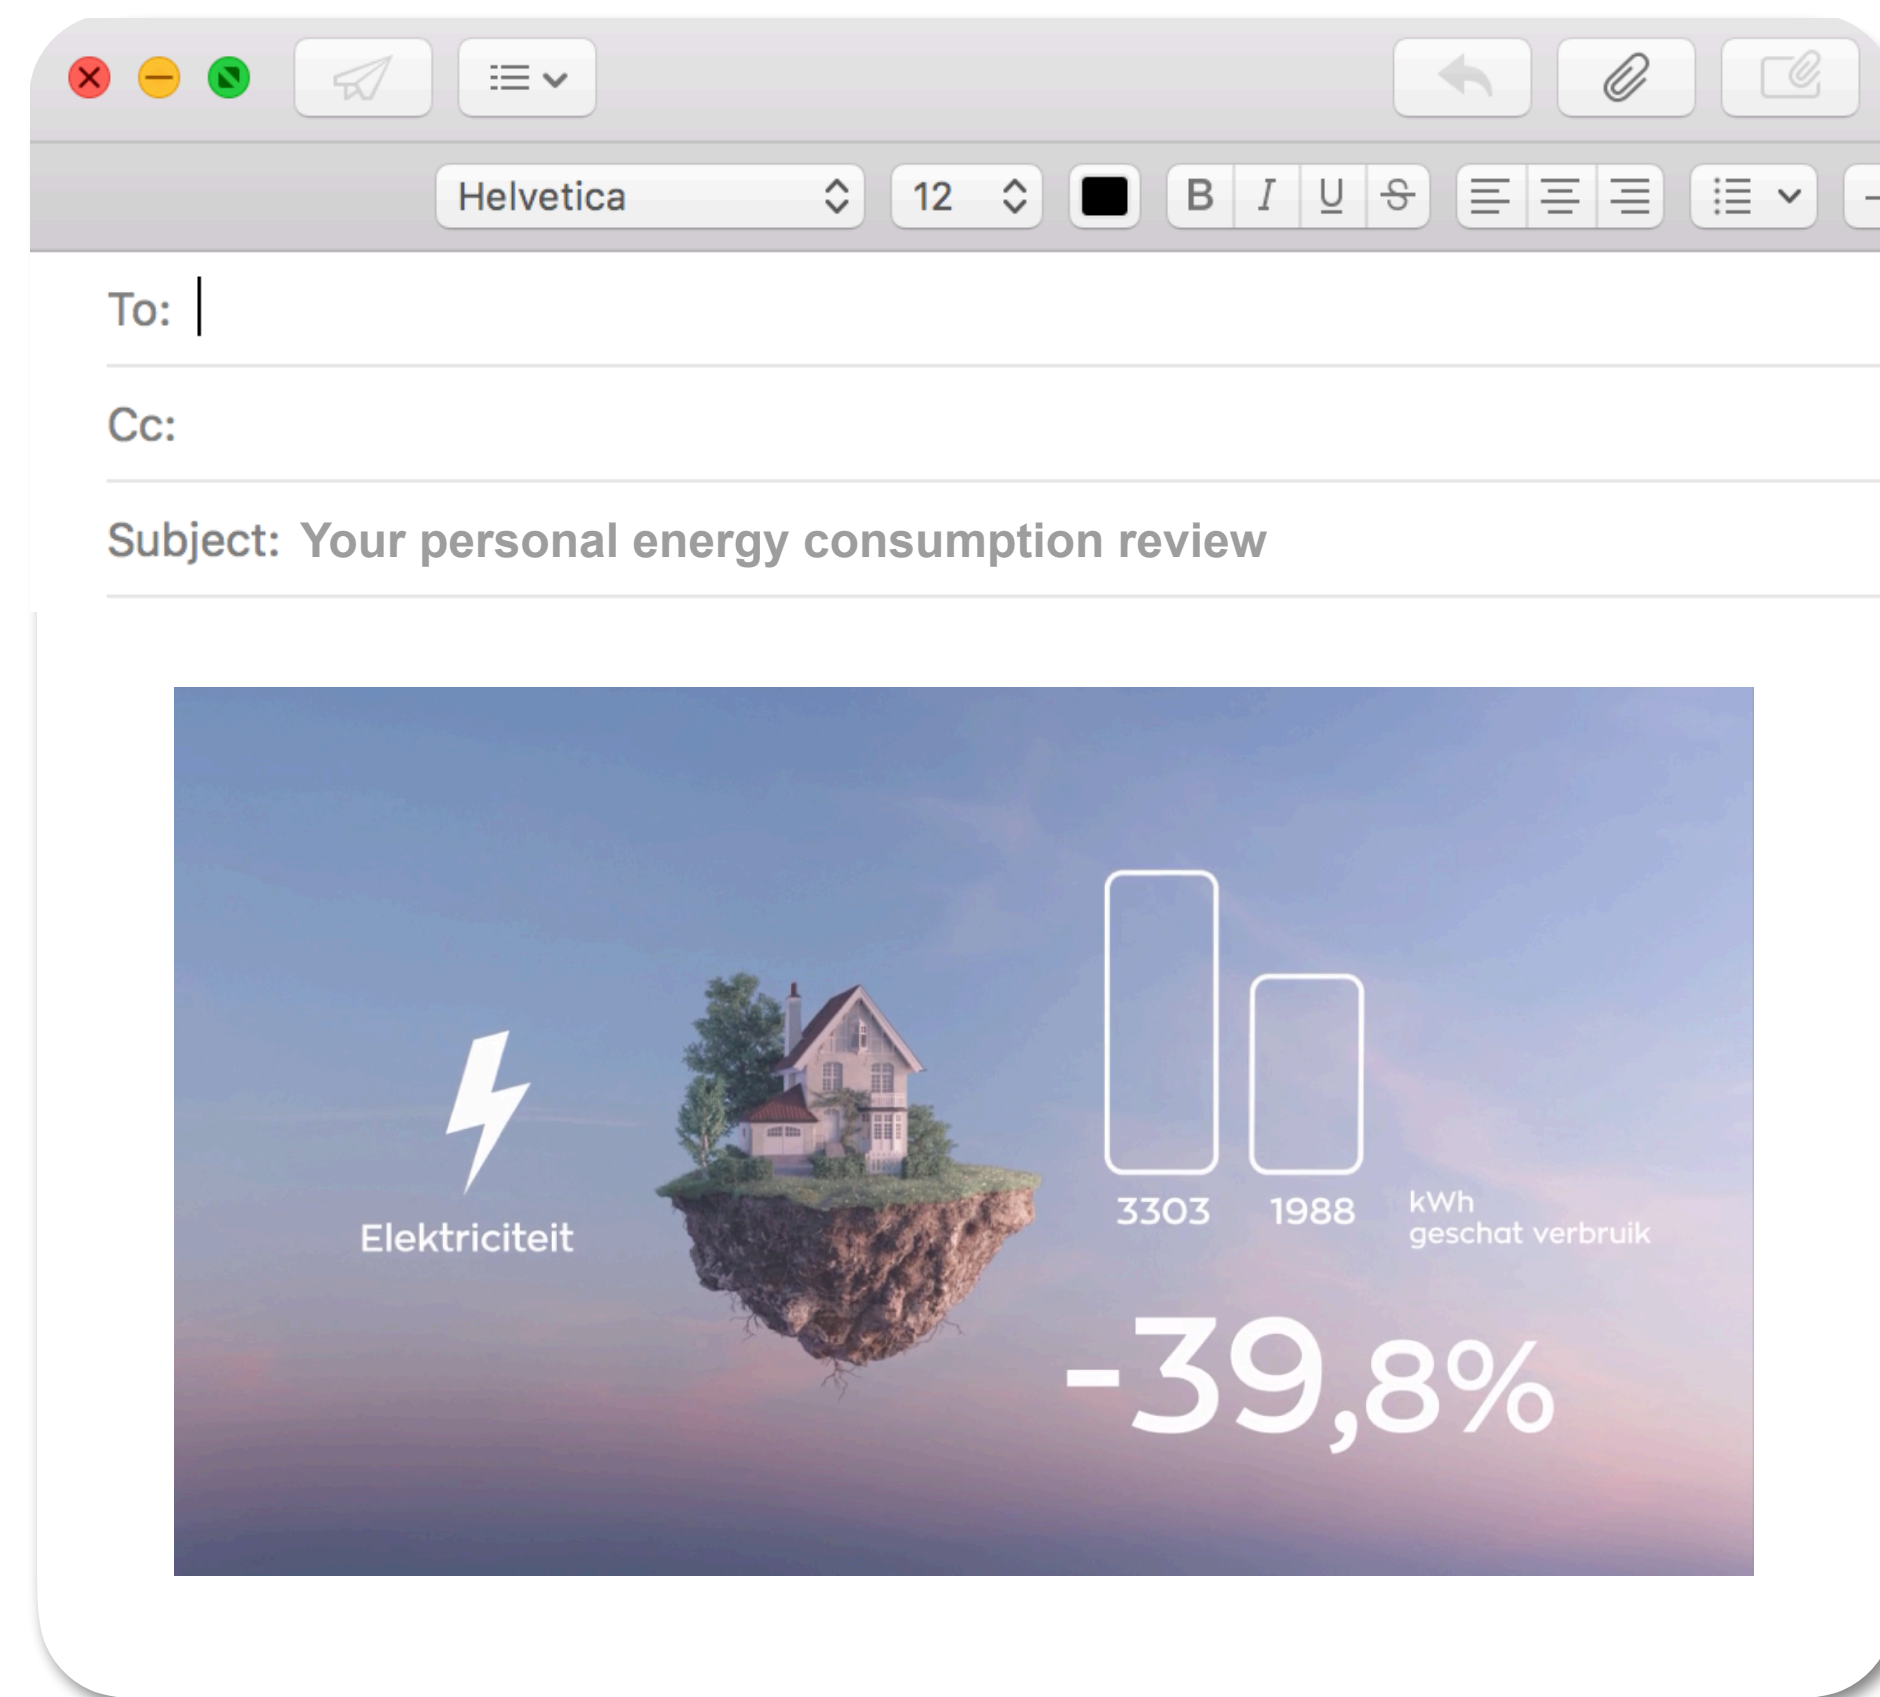 Helvetica 12 B I U S
To:
Cc:
Subject: Your personal energy consumption review
Elektriciteit
3303 1988 kWh
geschat verbruik
-39,8%